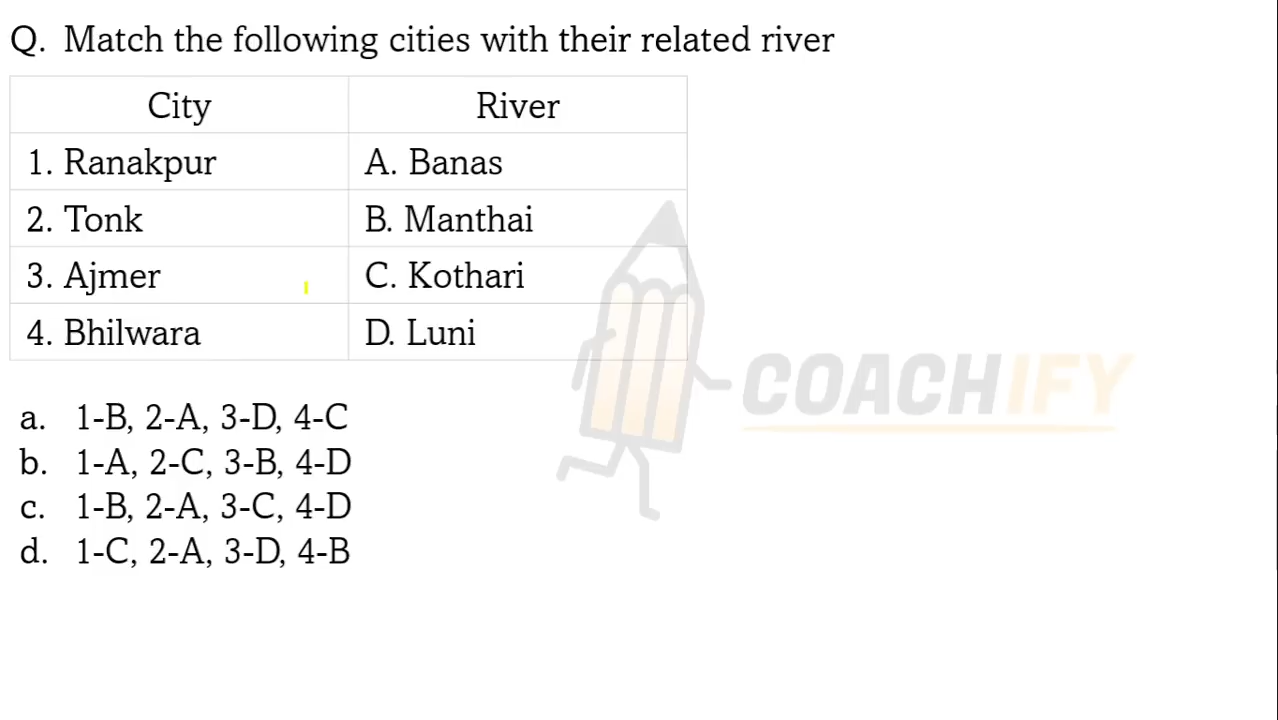 Q. Match the following cities with their related river
City River
1. Ranakpur A. Banas
2. Tonk B. Manthai
3. Ajmer C. Kothari
4. Bhilwara D. Luni
COACHIFY
a. 1-B, 2-A, 3-D, 4-C
b. 1-A, 2-C, 3-B, 4-D
c. 1-B, 2-A, 3-C, 4-D
d. 1-C, 2-A, 3-D, 4-B